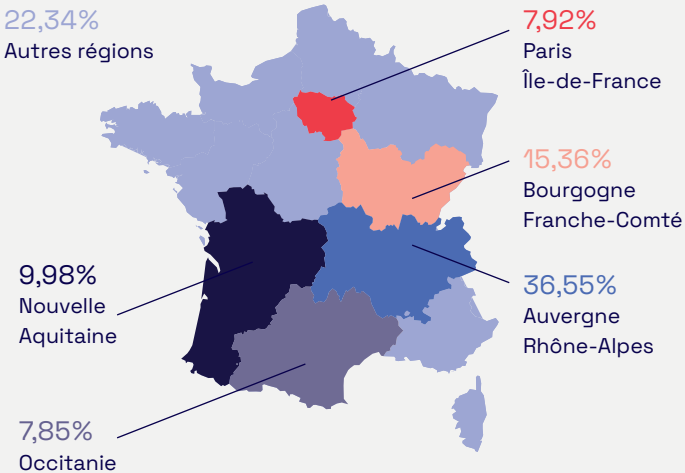 22,34%
Autres régions
7,92%
Paris
Île-de-France
15,36%
Bourgogne
Franche-Comté
9,98%
Nouvelle
Aquitaine
36,55%
Auvergne
Rhône-Alpes
7,85%
Occitanie